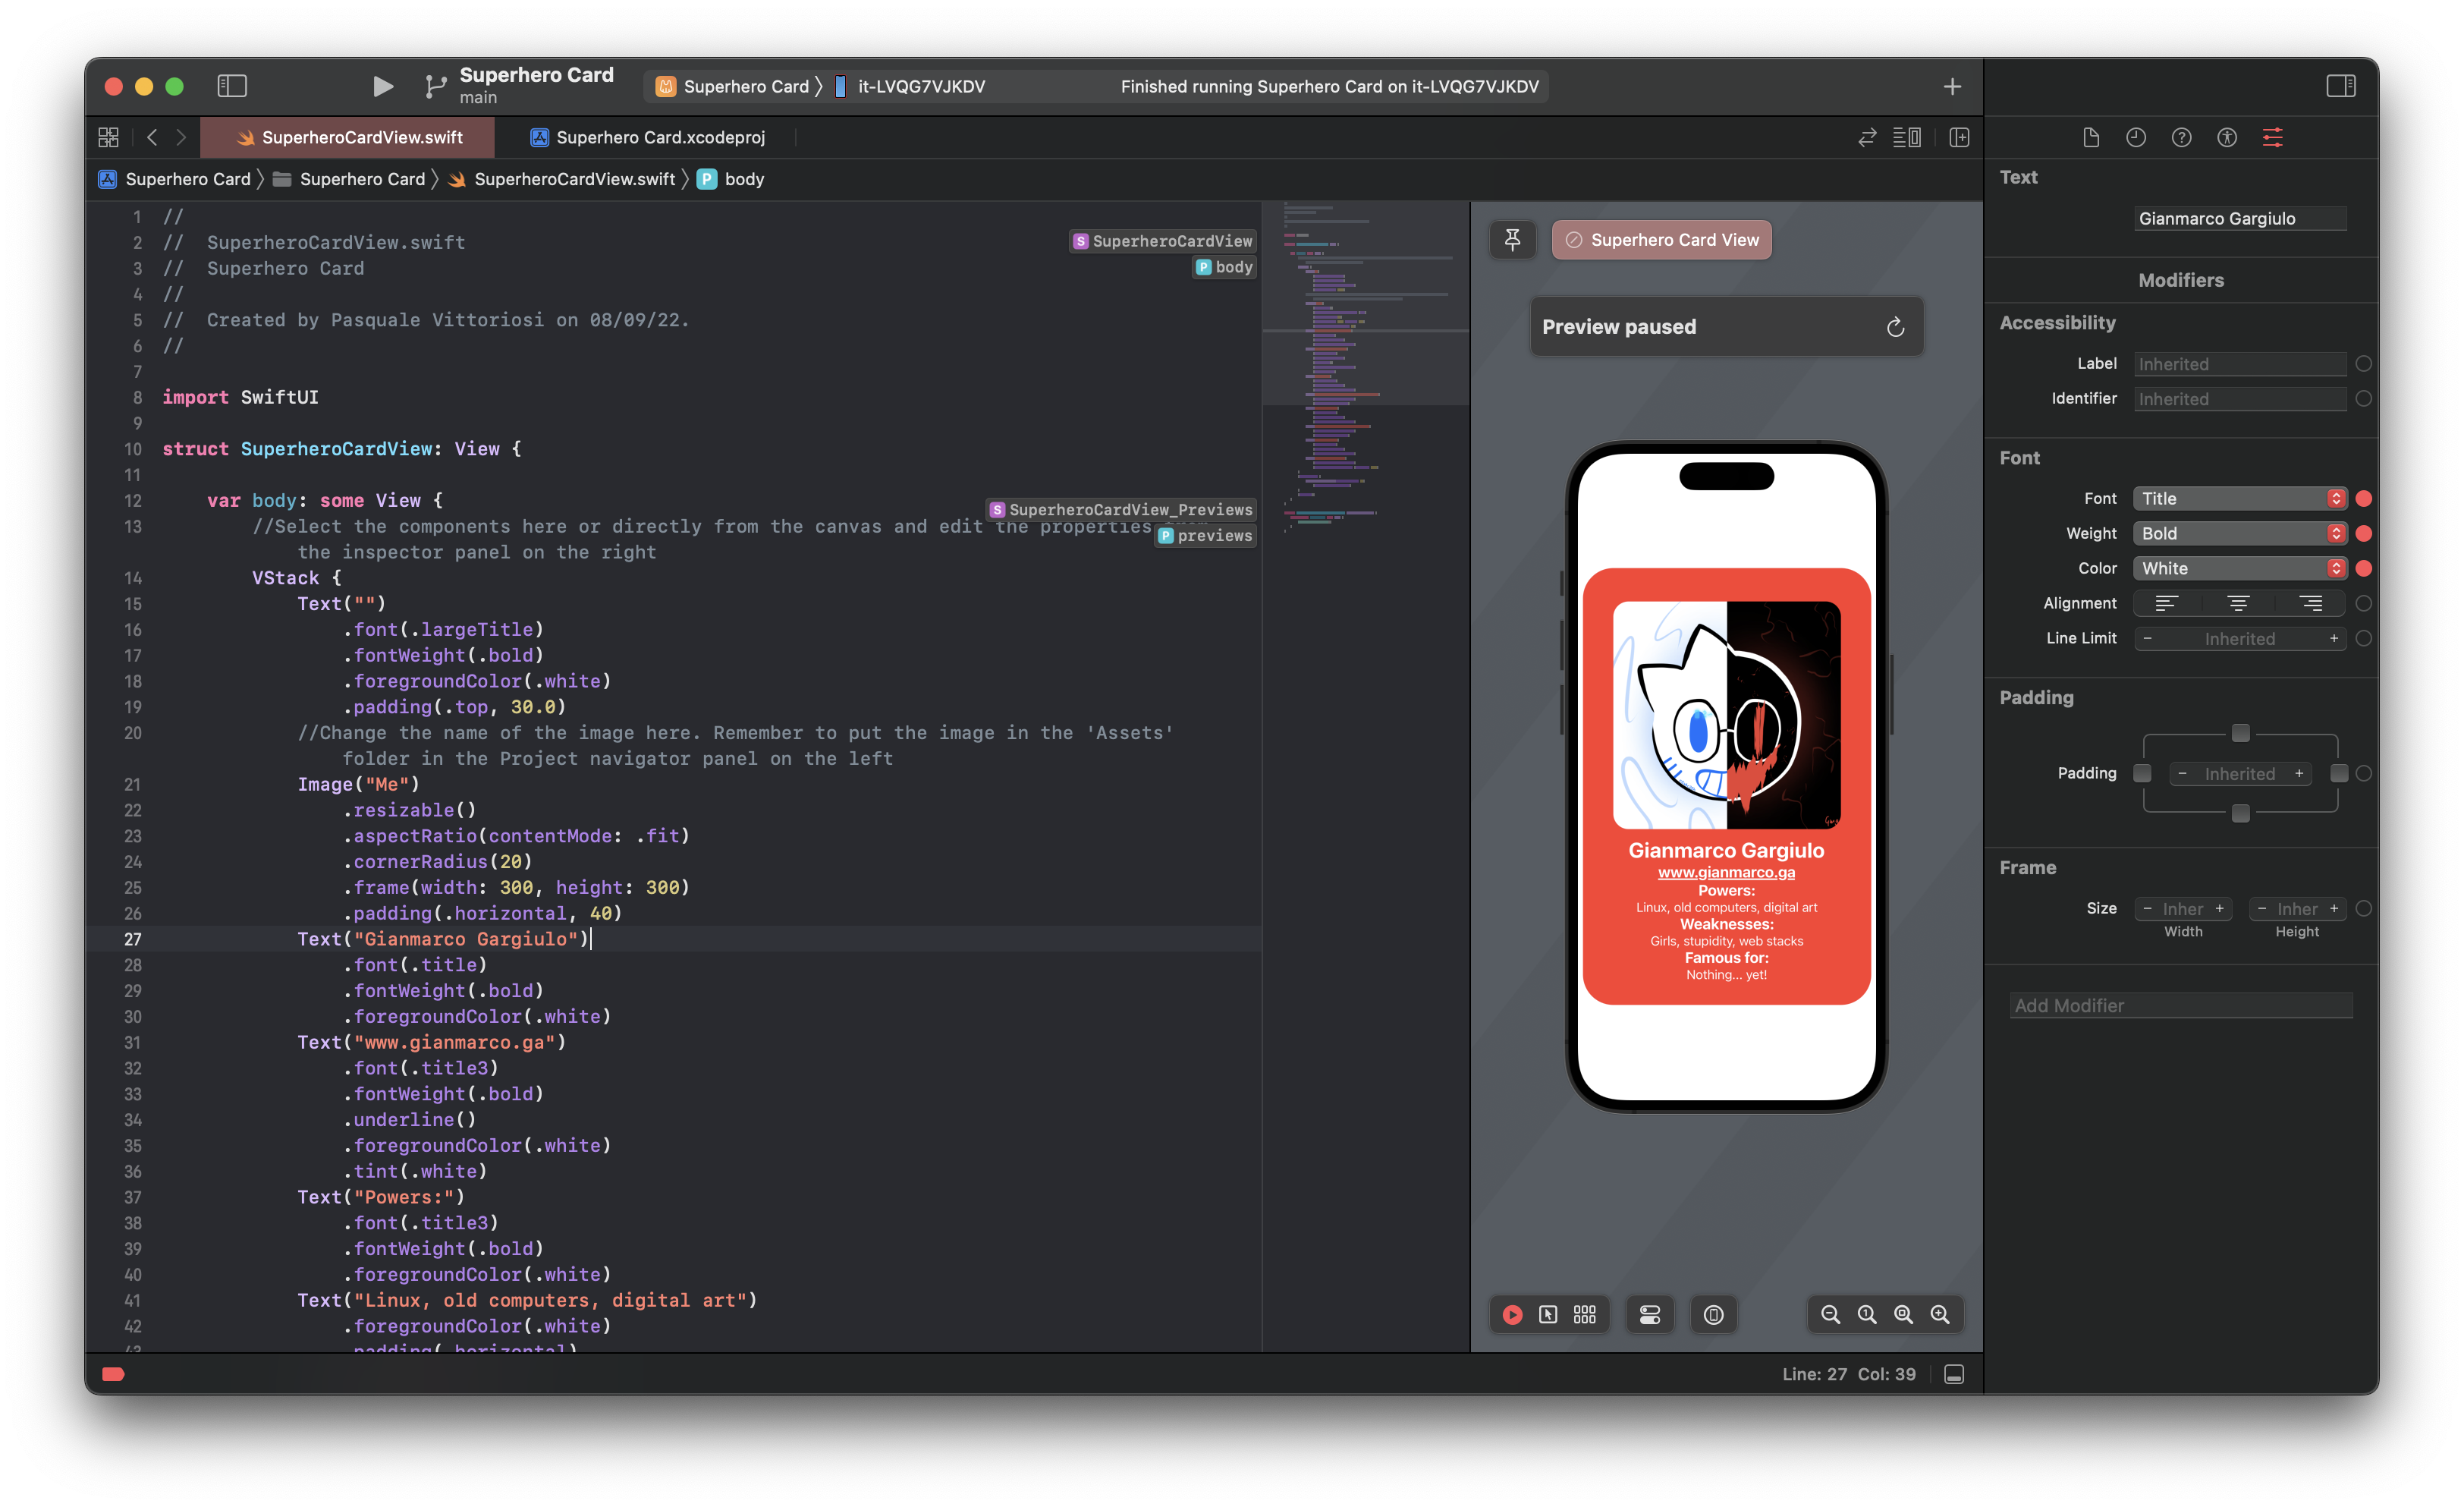 Superhero Card
main
Superhero Card
it-LVQG7VJKDV
Finished running Superhero Card on it-LVQG7VJKDV
SuperheroCardView.swift
Superhero Card.xcodeproj
Superhero Card
Superhero Card
SuperheroCardView.swift
P body
1 //
2 //  SuperheroCardView.swift
3 //  Superhero Card
4 //
5 //  Created by Pasquale Vittoriosi on 08/09/22.
6 //
7
8 import SwiftUI
9
10 struct SuperheroCardView: View {
11
12     var body: some View {
13         //Select the components here or directly from the canvas and edit the properties
the inspector panel on the right
14         VStack {
15             Text("")
16                 .font(.largeTitle)
17                 .fontWeight(.bold)
18                 .foregroundColor(.white)
19                 .padding(.top, 30.0)
20             //Change the name of the image here. Remember to put the image in the 'Assets'
folder in the Project navigator panel on the left
21             Image("Me")
22                 .resizable()
23                 .aspectRatio(contentMode: .fit)
24                 .cornerRadius(20)
25                 .frame(width: 300, height: 300)
26                 .padding(.horizontal, 40)
27             Text("Gianmarco Gargiulo")
28                 .font(.title)
29                 .fontWeight(.bold)
30                 .foregroundColor(.white)
31             Text("www.gianmarco.ga")
32                 .font(.title3)
33                 .fontWeight(.bold)
34                 .underline()
35                 .foregroundColor(.white)
36                 .tint(.white)
37             Text("Powers:")
38                 .font(.title3)
39                 .fontWeight(.bold)
40                 .foregroundColor(.white)
41             Text("Linux, old computers, digital art")
42                 .foregroundColor(.white)
43                 .padding(.horizontal)
S SuperheroCardView
P body
S SuperheroCardView_Previews
P previews
Superhero Card View
Preview paused
Gianmarco Gargiulo
www.gianmarco.ga
Powers:
Linux, old computers, digital art
Weaknesses:
Girls, stupidity, web stacks
Famous for:
Nothing... yet!
Line: 27  Col: 39
Text
Gianmarco Gargiulo
Modifiers
Accessibility
Label Inherited
Identifier Inherited
Font
Font Title
Weight Bold
Color White
Alignment
Line Limit − Inherited +
Padding
Padding − Inherited +
Frame
Size − Inher + − Inher +
Width Height
Add Modifier